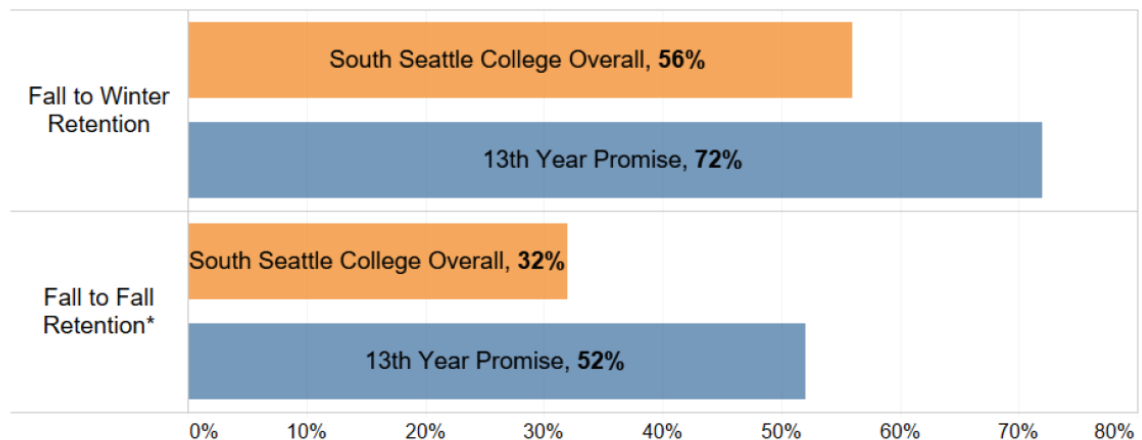 South Seattle College Overall, 56%
Fall to Winter
Retention
13th Year Promise, 72%
South Seattle College Overall, 32%
Fall to Fall
Retention*
13th Year Promise, 52%
0% 10% 20% 30% 40% 50% 60% 70% 80%